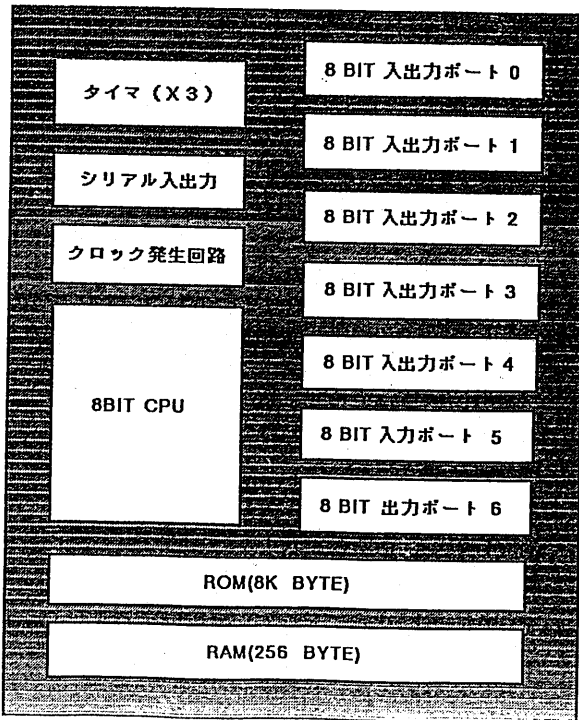 タイマ (X3)
シリアル入出力
クロック発生回路
8BIT CPU
8 BIT 入出力ポート 0
8 BIT 入出力ポート 1
8 BIT 入出力ポート 2
8 BIT 入出力ポート 3
8 BIT 入出力ポート 4
8 BIT 入力ポート 5
8 BIT 出力ポート 6
ROM(8K BYTE)
RAM(256 BYTE)